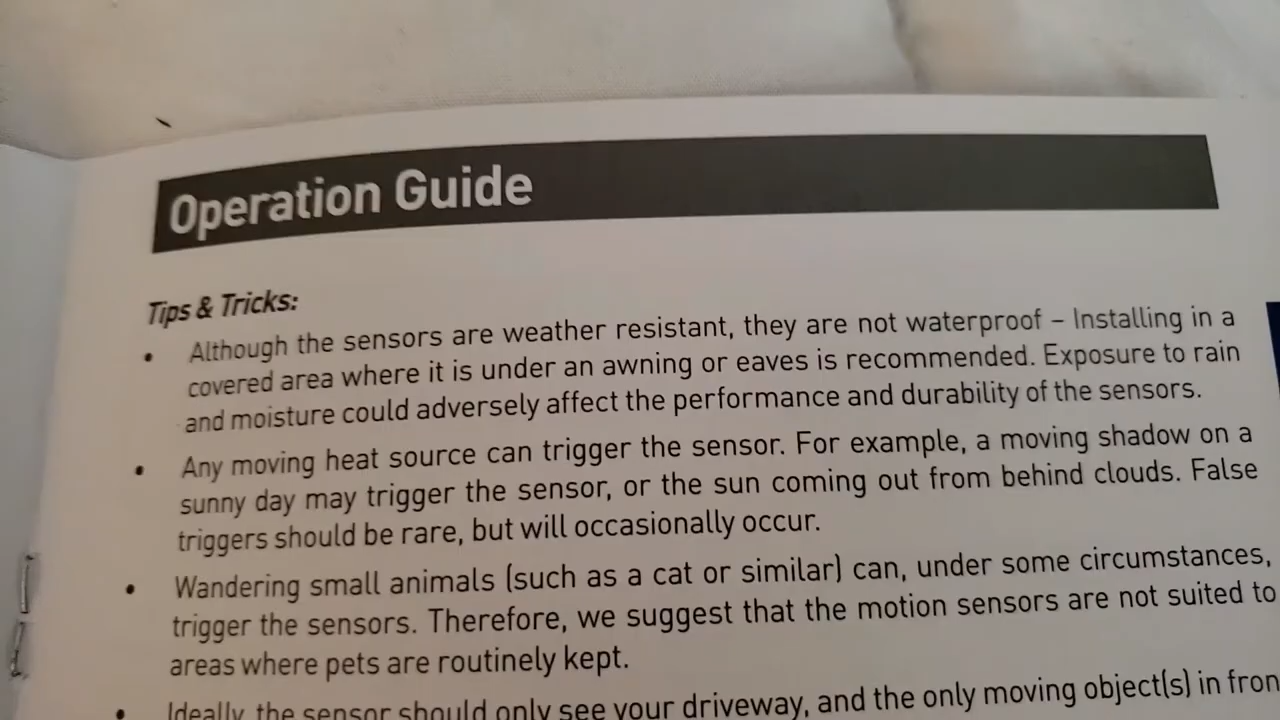 Operation Guide
Tips & Tricks:
• Although the sensors are weather resistant, they are not waterproof – Installing in a
covered area where it is under an awning or eaves is recommended. Exposure to rain
and moisture could adversely affect the performance and durability of the sensors.
• Any moving heat source can trigger the sensor. For example, a moving shadow on a
sunny day may trigger the sensor, or the sun coming out from behind clouds. False
triggers should be rare, but will occasionally occur.
• Wandering small animals (such as a cat or similar) can, under some circumstances,
trigger the sensors. Therefore, we suggest that the motion sensors are not suited to
areas where pets are routinely kept.
• Ideally, the sensor should only see your driveway, and the only moving object(s) in